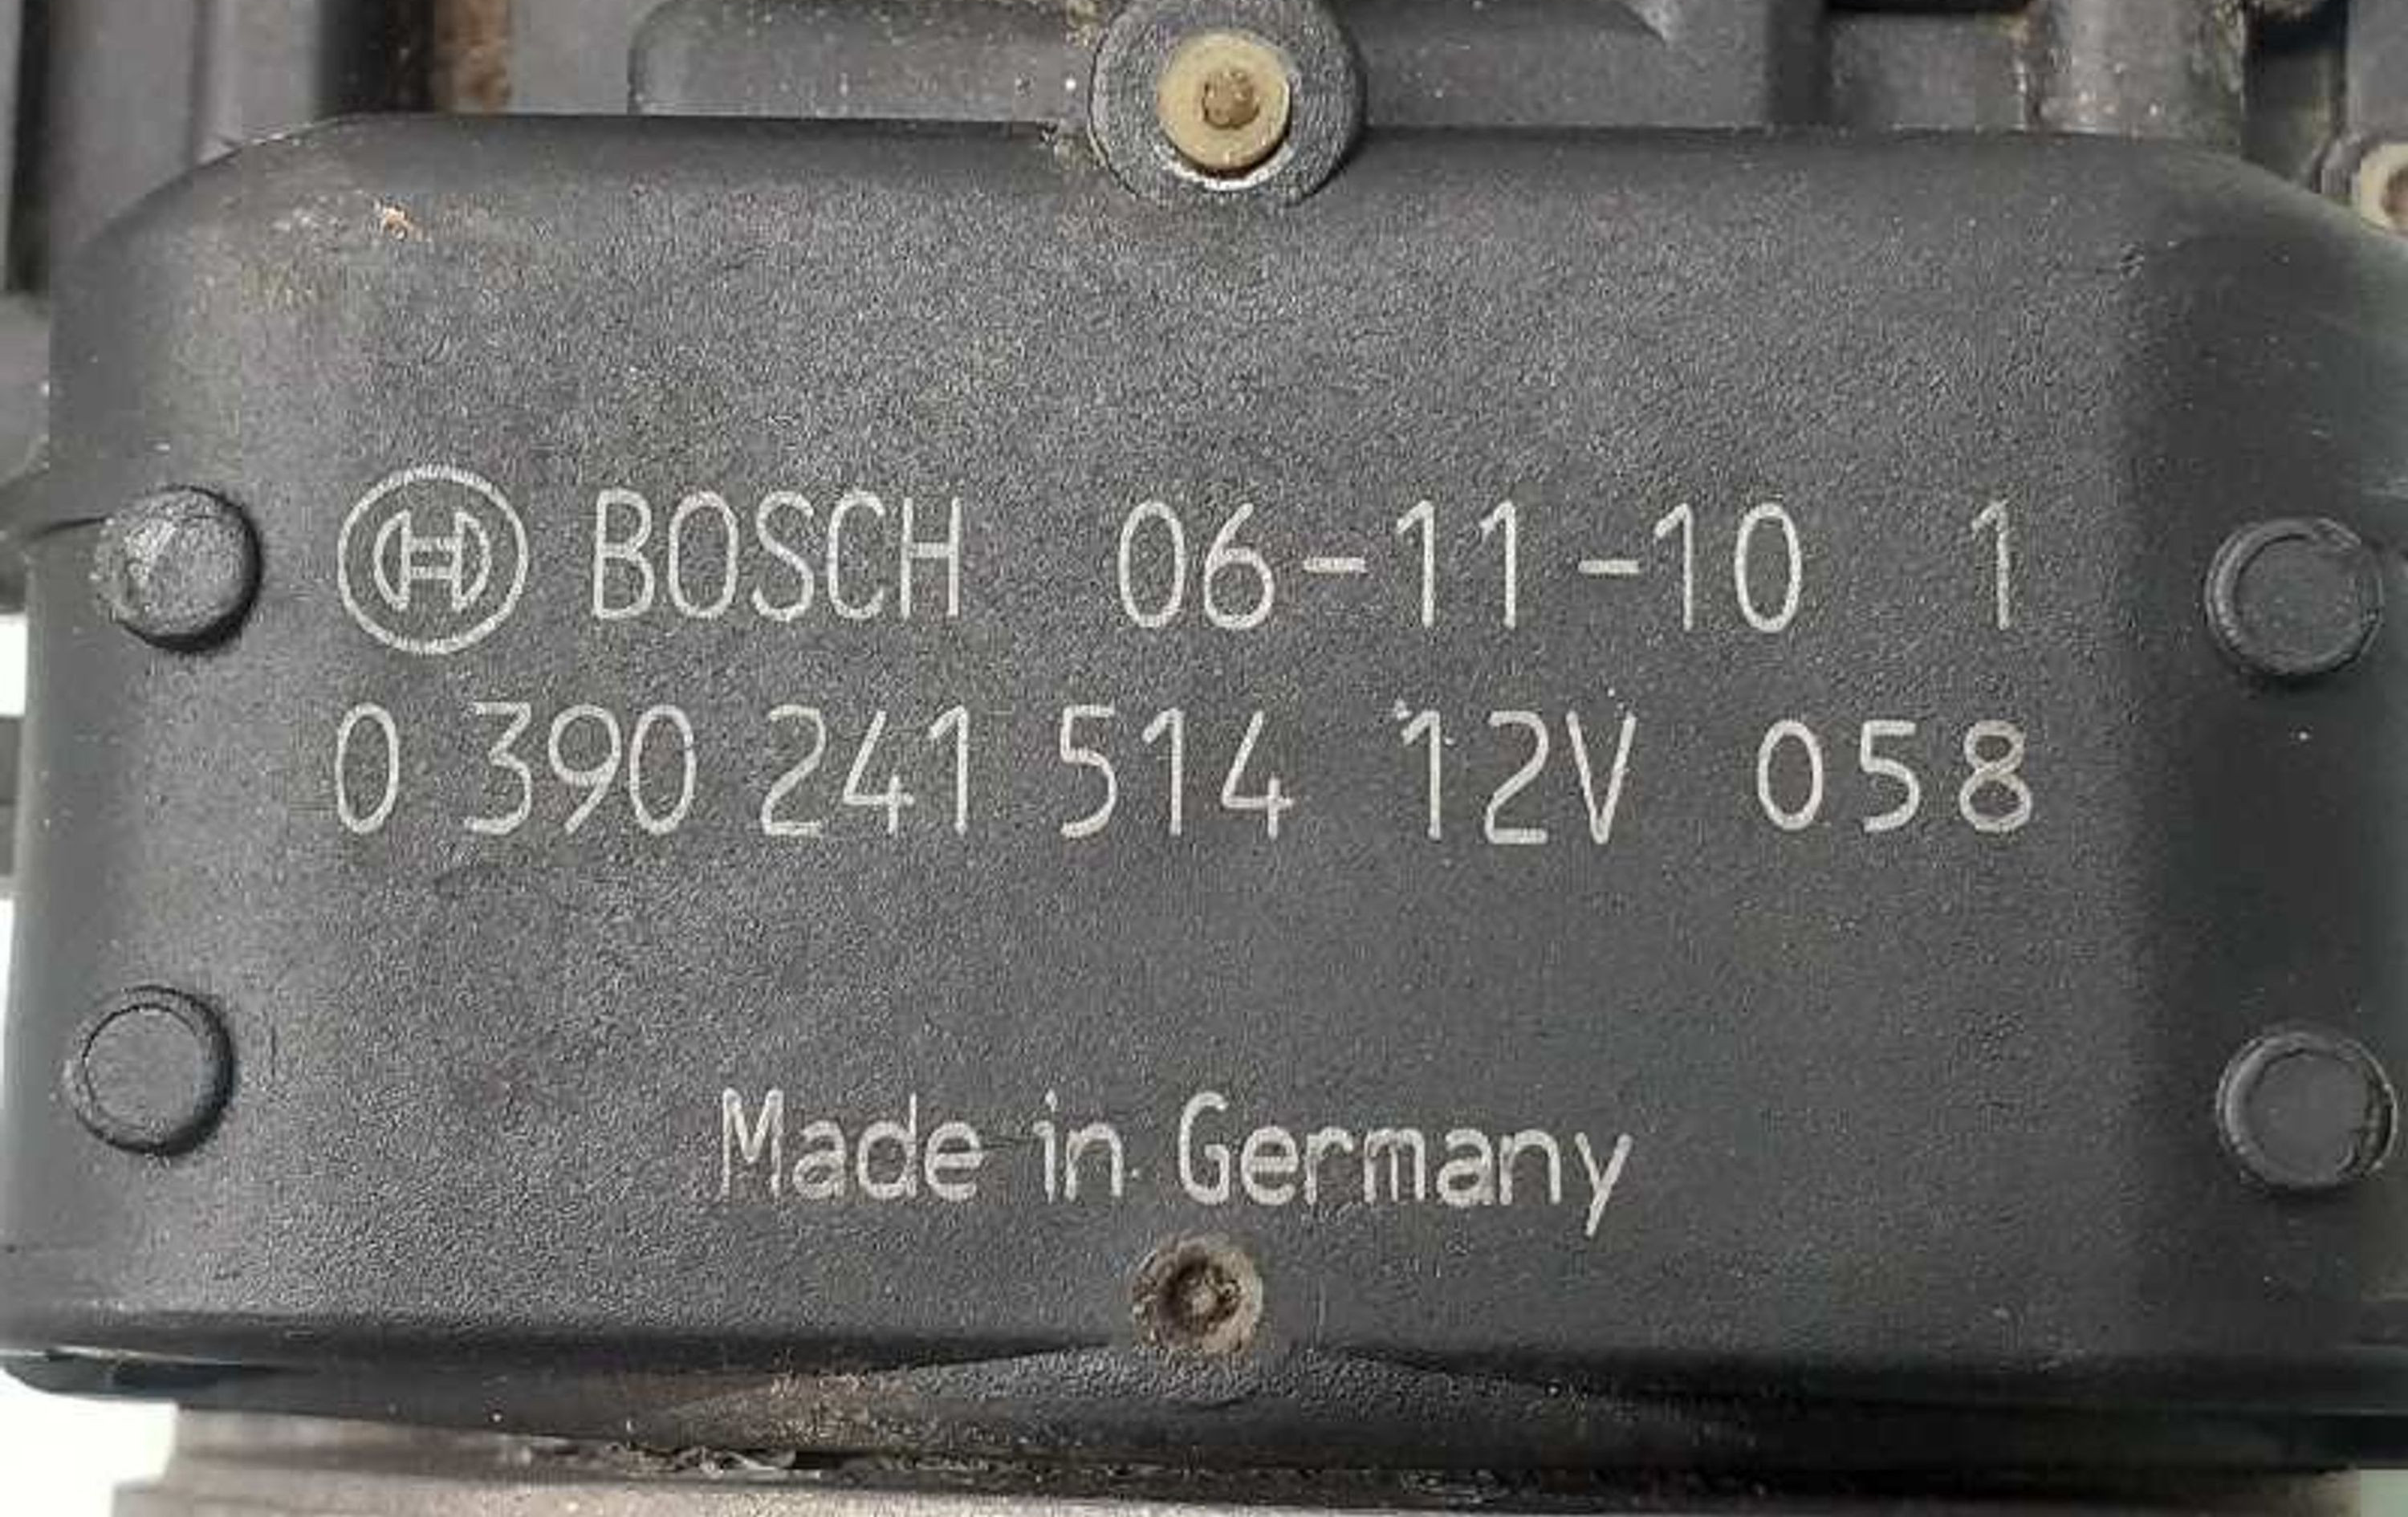 BOSCH 06-11-10 1
0 390 241 514 12V 058
Made in Germany